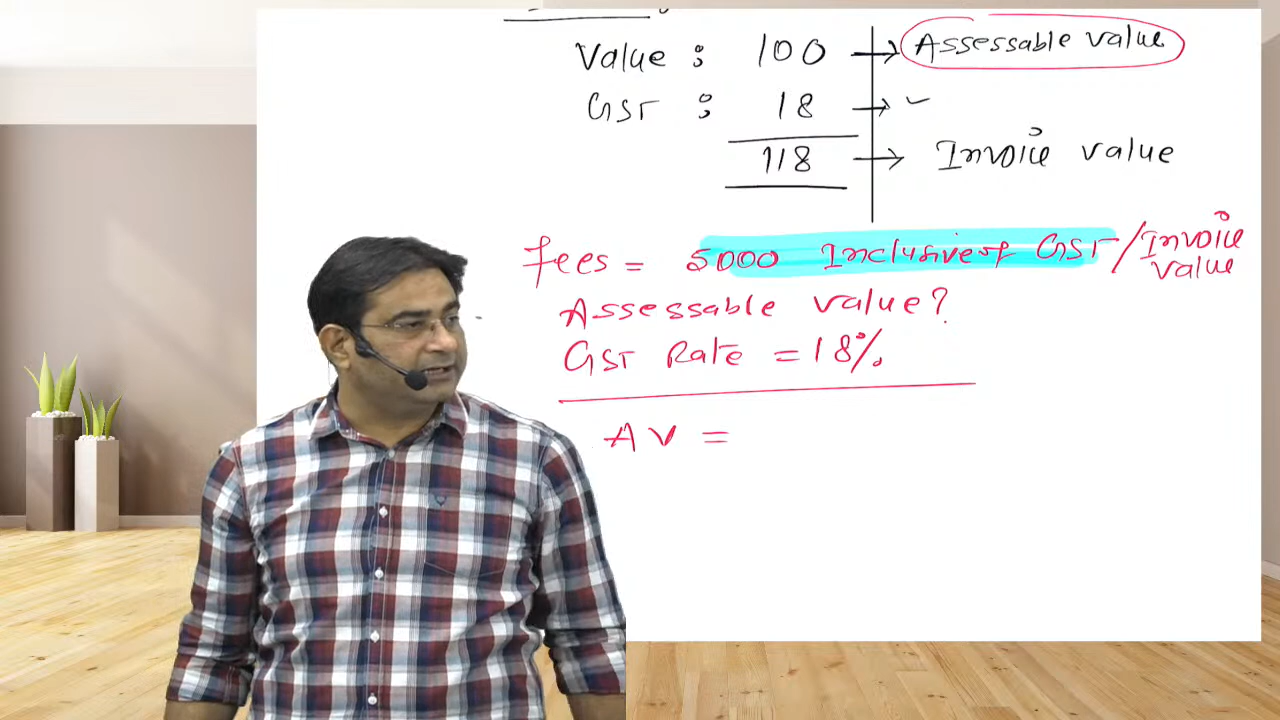 Value : 100 → Assessable value
GST : 18 →
118 → Invoice value
Fees = 5000 Inclusive of GST / Invoice value
Assessable value?
GST Rate = 18%.
AV =